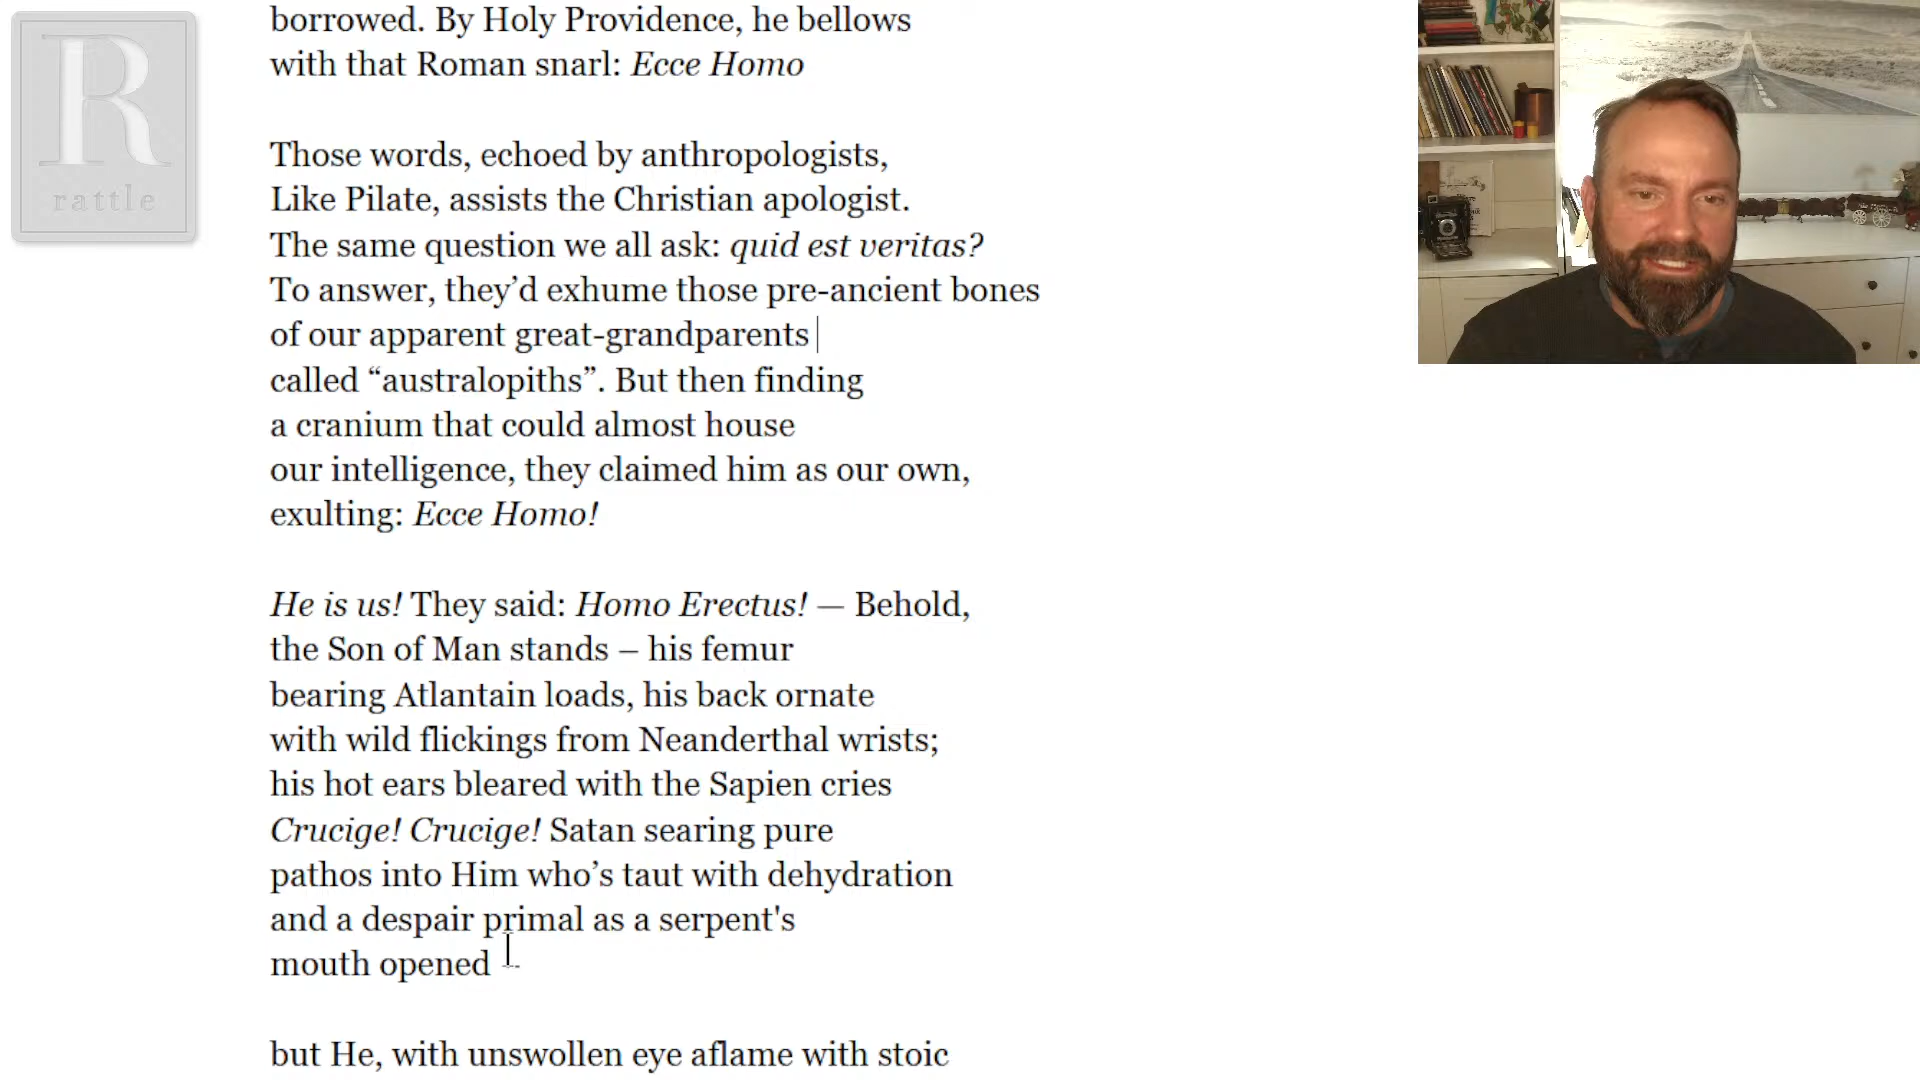 R
rattle
borrowed. By Holy Providence, he bellows
with that Roman snarl: Ecce Homo
Those words, echoed by anthropologists,
Like Pilate, assists the Christian apologist.
The same question we all ask: quid est veritas?
To answer, they’d exhume those pre-ancient bones
of our apparent great-grandparents
called “australopiths”. But then finding
a cranium that could almost house
our intelligence, they claimed him as our own,
exulting: Ecce Homo!
He is us! They said: Homo Erectus! — Behold,
the Son of Man stands – his femur
bearing Atlantain loads, his back ornate
with wild flickings from Neanderthal wrists;
his hot ears bleared with the Sapien cries
Crucige! Crucige! Satan searing pure
pathos into Him who’s taut with dehydration
and a despair primal as a serpent's
mouth opened
but He, with unswollen eye aflame with stoic